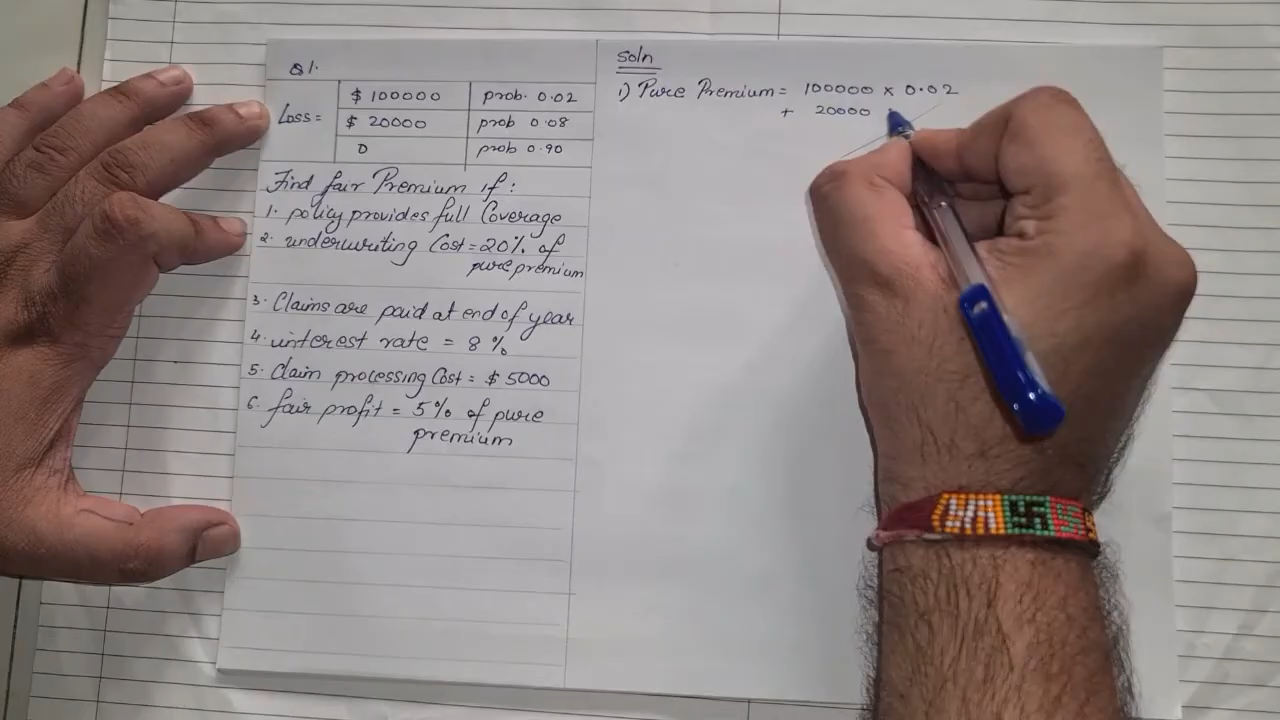 Q1.
Loss =
$ 100000 prob. 0.02
$ 20000 prob 0.08
0 prob 0.90
Find fair Premium if :
1. policy provides full Coverage
2. underwriting Cost = 20% of
pure premium
3. Claims are paid at end of year
4. interest rate = 8 %
5. Claim processing Cost = $ 5000
6. fair profit = 5% of pure
premium
Soln
1) Pure Premium = 100000 x 0.02
+ 20000